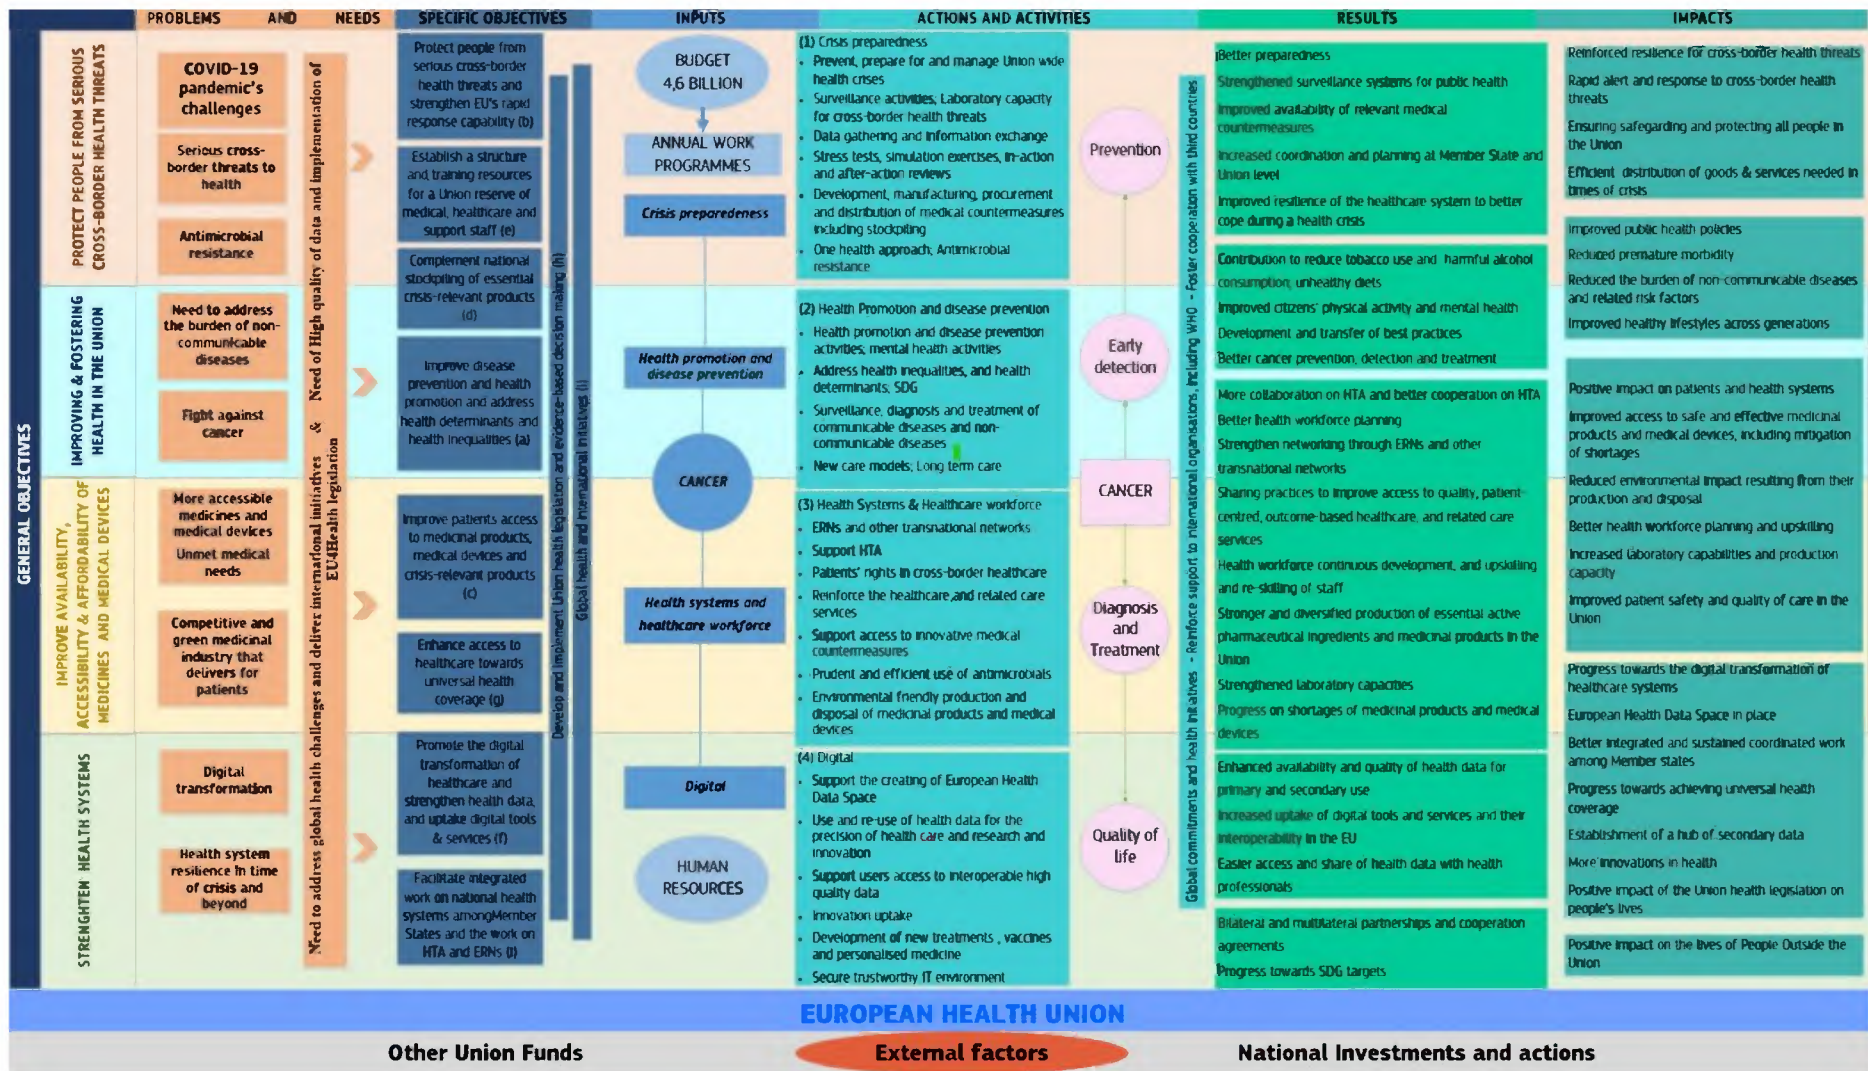 PROBLEMS AND NEEDS
SPECIFIC OBJECTIVES
INPUTS
ACTIONS AND ACTIVITIES
RESULTS
IMPACTS
GENERAL OBJECTIVES
PROTECT PEOPLE FROM SERIOUS
CROSS-BORDER HEALTH THREATS
IMPROVING & FOSTERING
HEALTH IN THE UNION
IMPROVE AVAILABILITY,
ACCESSIBILITY & AFFORDABILITY OF
MEDICINES AND MEDICAL DEVICES
STRENGHTEN HEALTH SYSTEMS
COVID-19
pandemic's
challenges
Serious cross-
border threats to
health
Antimicrobial
resistance
Need to address
the burden of non-
communicable
diseases
Fight against
cancer
More accessible
medicines and
medical devices
Unmet medical
needs
Competitive and
green medicinal
industry that
delivers for
patients
Digital
transformation
Health system
resilience in time
of crisis and
beyond
Need to address global health challenges and deliver international initiatives & Need of High quality of data and implementation of
EU4Health legislation
Protect people from
serious cross-border
health threats and
strengthen EU's rapid
response capability (b)
Establish a structure
and training resources
for a Union reserve of
medical, healthcare and
support staff (e)
Complement national
stockpiling of essential
crisis-relevant products
(d)
Improve disease
prevention and health
promotion and address
health determinants and
health inequalities (a)
Improve patients access
to medicinal products,
medical devices and
crisis-relevant products
(c)
Enhance access to
healthcare towards
universal health
coverage (g)
Promote the digital
transformation of
healthcare and
strengthen health data,
and uptake digital tools
& services (f)
Facilitate integrated
work on national health
systems amongMember
States and the work on
HTA and ERNs (i)
Develop and implement Union health legislation and evidence-based decision making (h)
Global health and international initiatives (j)
BUDGET
4,6 BILLION
ANNUAL WORK
PROGRAMMES
Crisis preparedeness
Health promotion and
disease prevention
CANCER
Health systems and
healthcare workforce
Digital
HUMAN
RESOURCES
(1) Crisis preparedness
• Prevent, prepare for and manage Union wide
health crises
• Surveillance activities; Laboratory capacity
for cross-border health threats
• Data gathering and information exchange
• Stress tests, simulation exercises, in-action
and after-action reviews
• Development, manufacturing, procurement
and distribution of medical countermeasures
including stockpiling
• One health approach; Antimicrobial
resistance
(2) Health Promotion and disease prevention
• Health promotion and disease prevention
activities; mental health activities
• Address health inequalities, and health
determinants; SDG
• Surveillance, diagnosis and treatment of
communicable diseases and non-
communicable diseases
• New care models; Long term care
(3) Health Systems & Healthcare workforce
• ERNs and other transnational networks
• Support HTA
• Patients' rights in cross-border healthcare
• Reinforce the healthcare and related care
services
• Support access to innovative medical
countermeasures
• Prudent and efficient use of antimicrobials
• Environmental friendly production and
disposal of medicinal products and medical
devices
(4) Digital
• Support the creating of European Health
Data Space
• Use and re-use of health data for the
precision of health care and research and
innovation
• Support users access to interoperable high
quality data
• Innovation uptake
• Development of new treatments , vaccines
and personalised medicine
• Secure trustworthy IT environment
Prevention
Early
detection
CANCER
Diagnosis
and
Treatment
Quality of
life
Global commitments and health initiatives - Reinforce support to international organisations, including WHO - Foster cooperation with third countries
Better preparedness
Strengthened surveillance systems for public health
Improved availability of relevant medical
countermeasures
Increased coordination and planning at Member State and
Union level
Improved resilience of the healthcare system to better
cope during a health crisis
Contribution to reduce tobacco use and harmful alcohol
consumption; unhealthy diets
Improved citizens' physical activity and mental health
Development and transfer of best practices
Better cancer prevention, detection and treatment
More collaboration on HTA and better cooperation on HTA
Better health workforce planning
Strengthen networking through ERNs and other
transnational networks
Sharing practices to improve access to quality, patient-
centred, outcome-based healthcare, and related care
services
Health workforce continuous development, and upskilling
and re-skilling of staff
Stronger and diversified production of essential active
pharmaceutical ingredients and medicinal products in the
Union
Strengthened laboratory capacities
Progress on shortages of medicinal products and medical
devices
Enhanced availability and quality of health data for
primary and secondary use
Increased uptake of digital tools and services and their
interoperability in the EU
Easier access and share of health data with health
professionals
Bilateral and multilateral partnerships and cooperation
agreements
Progress towards SDG targets
Reinforced resilience for cross-border health threats
Rapid alert and response to cross-border health
threats
Ensuring safegarding and protecting all people in
the Union
Efficient distribution of goods & services needed in
times of crisis
Improved public health policies
Reduced premature morbidity
Reduced the burden of non-communicable diseases
and related risk factors
Improved healthy lifestyles across generations
Positive impact on patients and health systems
Improved access to safe and effective medicinal
products and medical devices, including mitigation
of shortages
Reduced environmental impact resulting from their
production and disposal
Better health workforce planning and upskilling
Increased laboratory capabilities and production
capacity
Improved patient safety and quality of care in the
Union
Progress towards the digital transformation of
healthcare systems
European Health Data Space in place
Better integrated and sustained coordinated work
among Member states
Progress towards achieving universal health
coverage
Establishment of a hub of secondary data
More innovations in health
Positive impact of the Union health legislation on
people's lives
Positive impact on the lives of People Outside the
Union
EUROPEAN HEALTH UNION
Other Union Funds
External factors
National Investments and actions